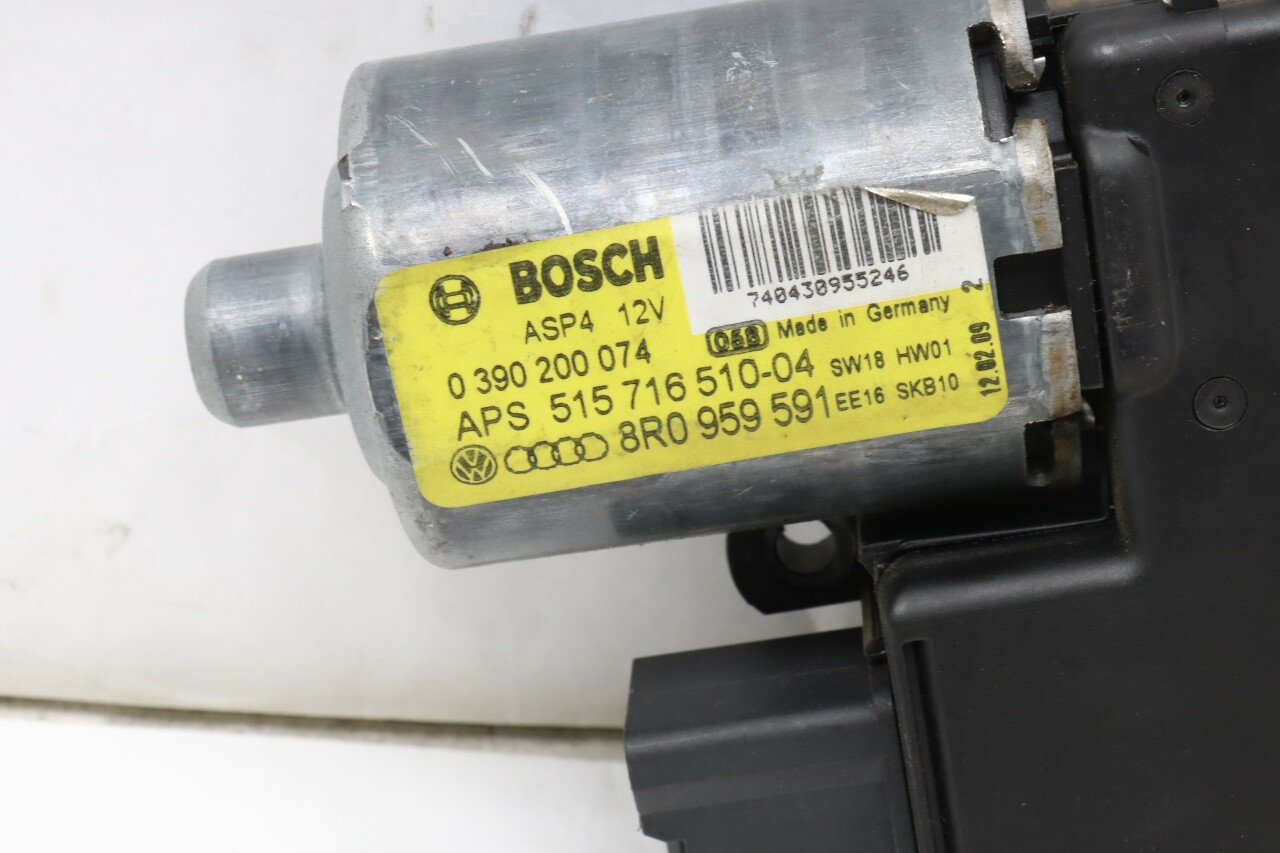 BOSCH
740430955246
ASP4 12V
068 Made in Germany 2
0 390 200 074
APS 515 716 510-04 SW18 HW01
8R0 959 591 EE16 SKB10
12.02.09